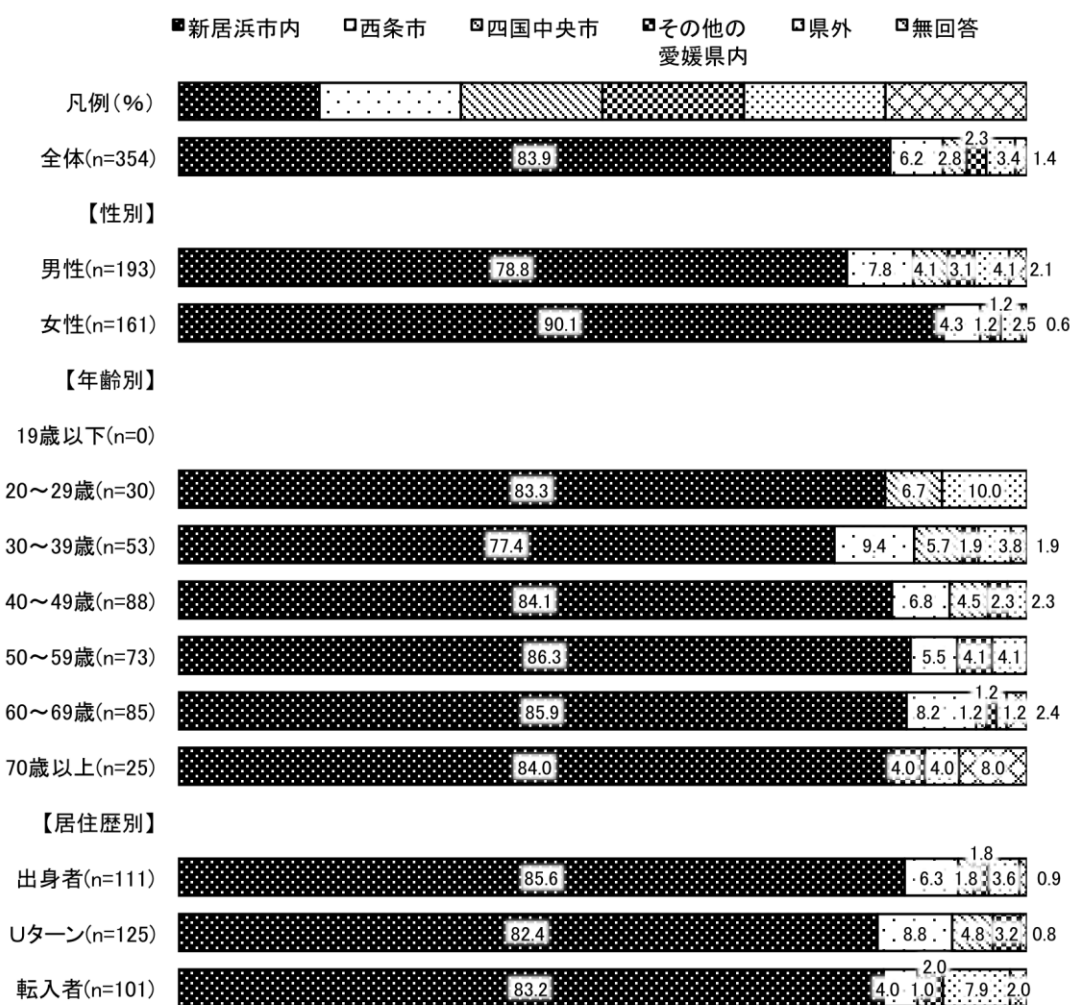 新居浜市内 西条市 四国中央市 その他の 県外 無回答
愛媛県内
凡例(%)
2.3
全体(n=354) 83.9 6.2 2.8 3.4 1.4
【性別】
男性(n=193) 78.8 7.8 4.1 3.1 4.1 2.1
1.2
女性(n=161) 90.1 4.3 1.2 2.5 0.6
【年齢別】
19歳以下(n=0)
20～29歳(n=30) 83.3 6.7 10.0
30～39歳(n=53) 77.4 9.4 5.7 1.9 3.8 1.9
40～49歳(n=88) 84.1 6.8 4.5 2.3 2.3
50～59歳(n=73) 86.3 5.5 4.1 4.1
1.2
60～69歳(n=85) 85.9 8.2 1.2 1.2 2.4
70歳以上(n=25) 84.0 4.0 4.0 8.0
【居住歴別】
1.8
出身者(n=111) 85.6 6.3 1.8 3.6 0.9
Uターン(n=125) 82.4 8.8 4.8 3.2 0.8
2.0
転入者(n=101) 83.2 4.0 1.0 7.9 2.0